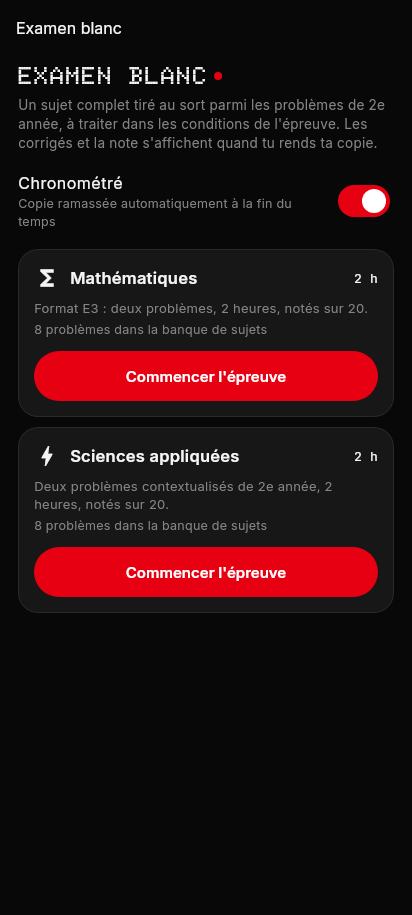 Examen blanc
EXAMEN BLANC
Un sujet complet tiré au sort parmi les problèmes de 2e
année, à traiter dans les conditions de l'épreuve. Les
corrigés et la note s'affichent quand tu rends ta copie.
Chronométré
Copie ramassée automatiquement à la fin du
temps
Mathématiques
2 h
Format E3 : deux problèmes, 2 heures, notés sur 20.
8 problèmes dans la banque de sujets
Commencer l'épreuve
Sciences appliquées
2 h
Deux problèmes contextualisés de 2e année, 2
heures, notés sur 20.
8 problèmes dans la banque de sujets
Commencer l'épreuve